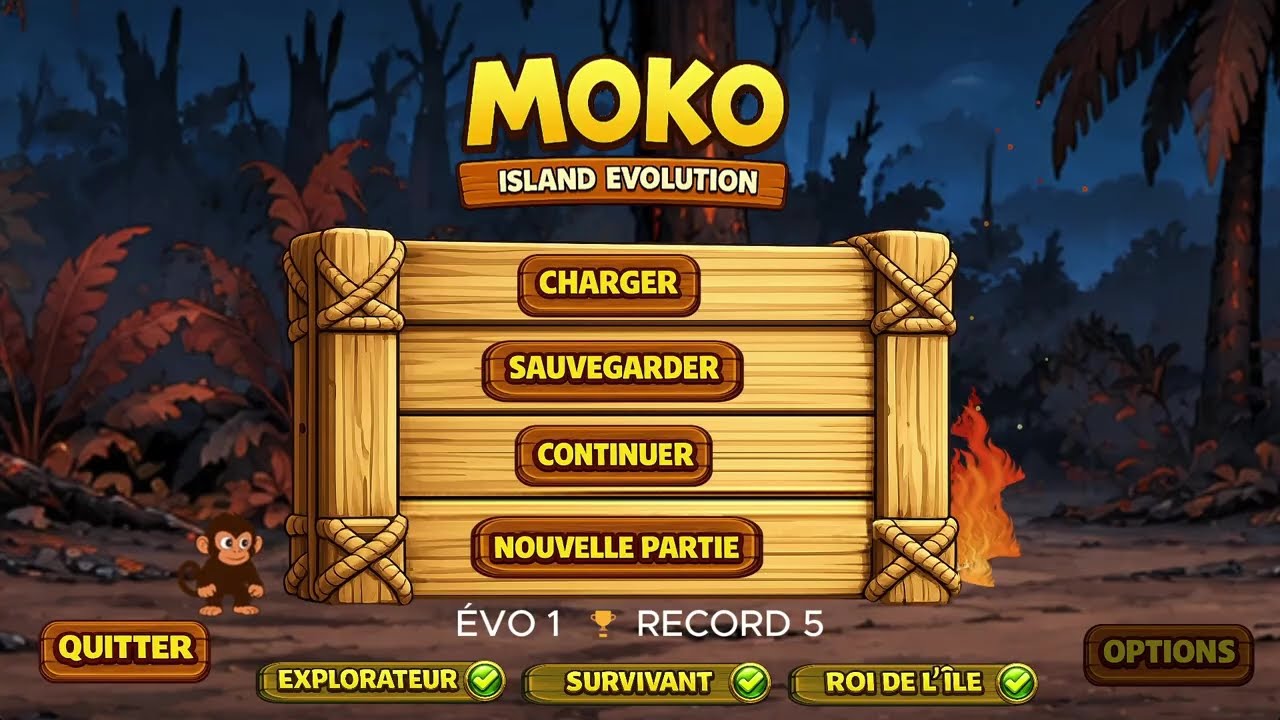 MOKO
ISLAND EVOLUTION
CHARGER
SAUVEGARDER
CONTINUER
NOUVELLE PARTIE
ÉVO 1 🏆 RECORD 5
QUITTER
OPTIONS
EXPLORATEUR
SURVIVANT
ROI DE L'ÎLE